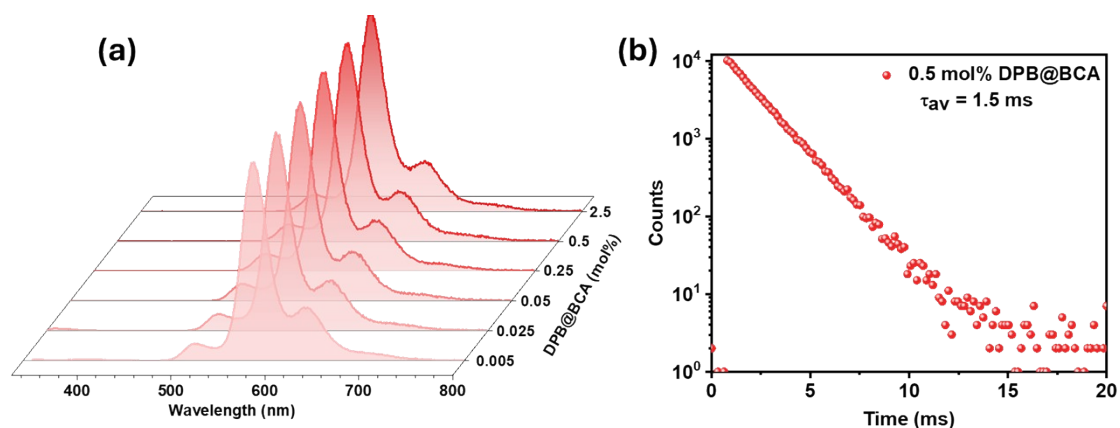 (a)
2.5
0.5
0.25
0.05
0.025
0.005
DPB@BCA (mol%)
400 500 600 700 800
Wavelength (nm)
(b)
10⁴
10³
10²
10¹
10⁰
Counts
0.5 mol% DPB@BCA
τav = 1.5 ms
0 5 10 15 20
Time (ms)